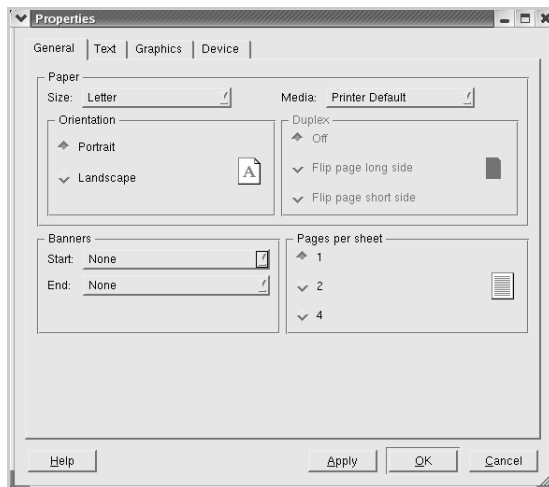 Properties
General Text Graphics Device
Paper
Size: Letter Media: Printer Default
Orientation
Portrait
A
Landscape
Duplex
Off
Flip page long side
Flip page short side
Banners
Start: None
End: None
Pages per sheet
1
2
4
Help Apply OK Cancel